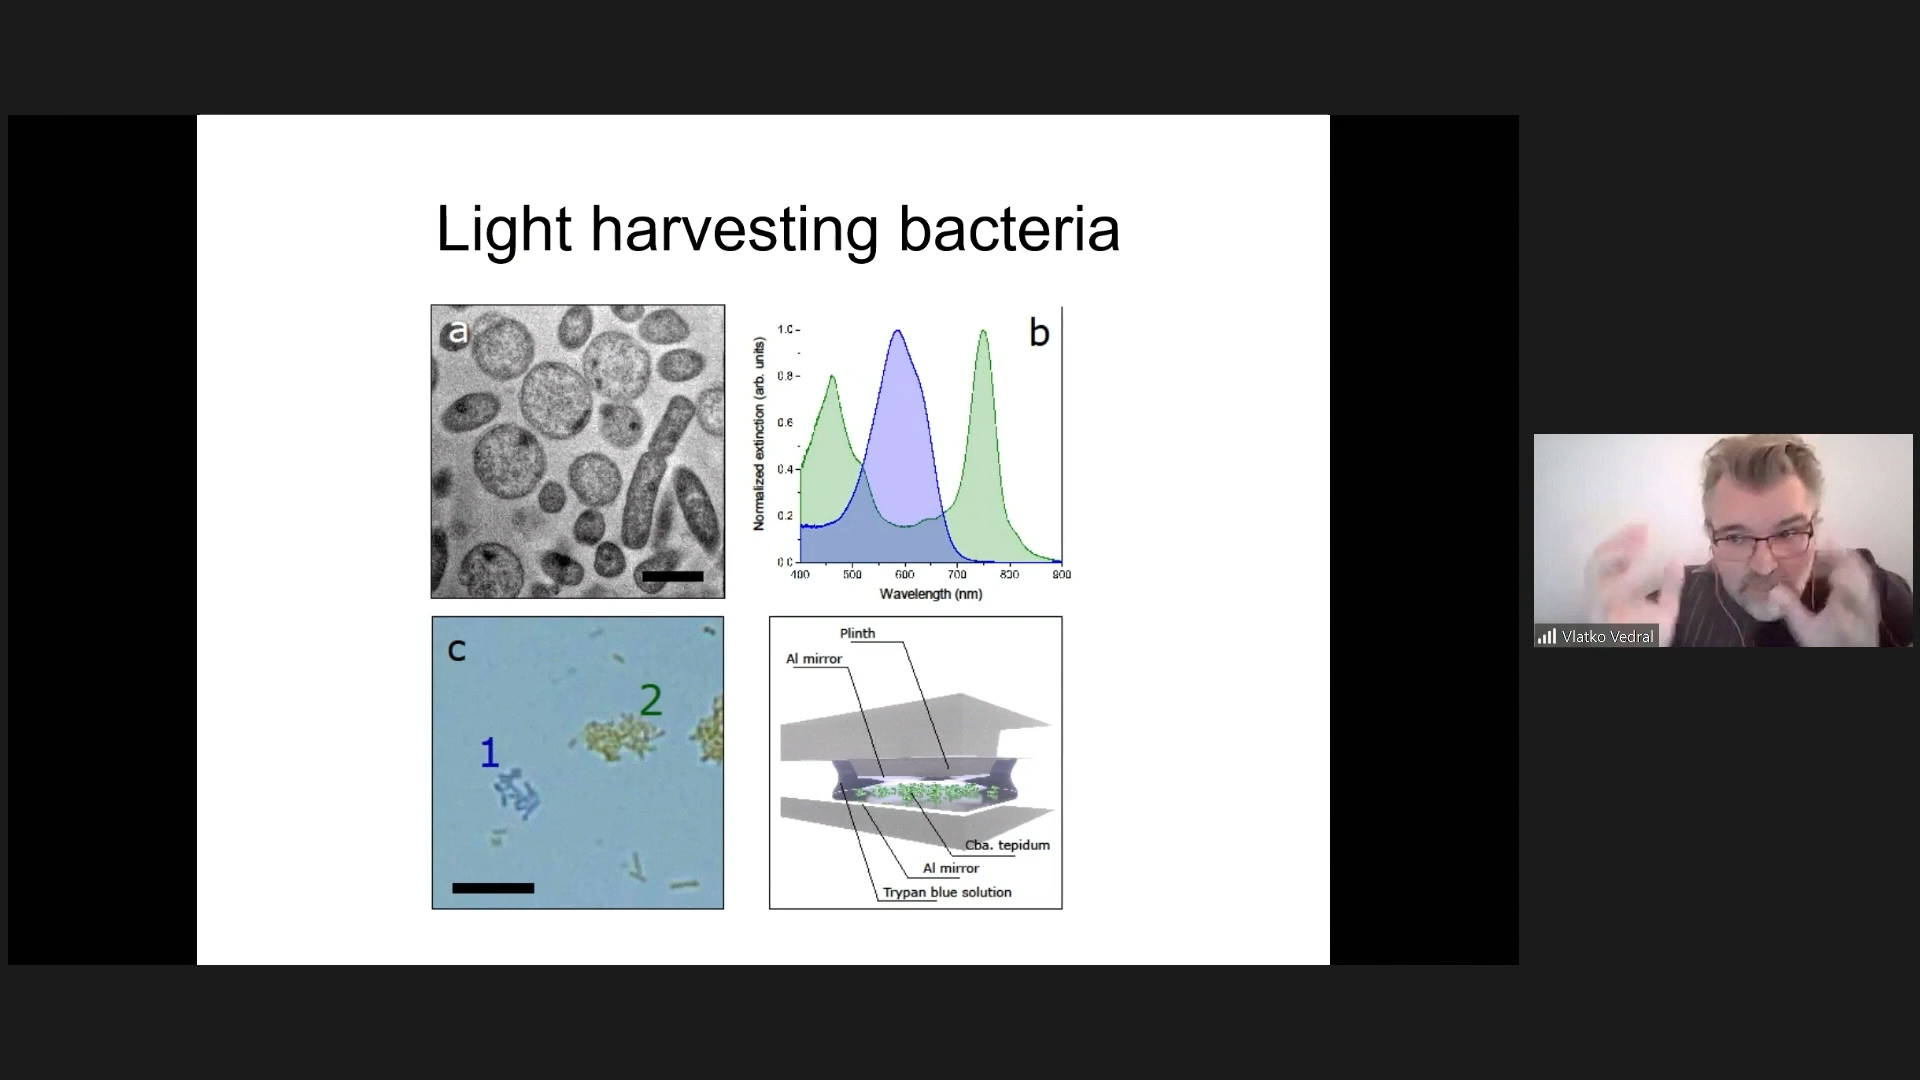 Light harvesting bacteria
a
b
Normalized extinction (arb. units)
1.0
0.8
0.6
0.4
0.2
0.0
400 500 600 700 800 900
Wavelength (nm)
c
1
2
Plinth
Al mirror
Cba. tepidum
Al mirror
Trypan blue solution
Vlatko Vedral